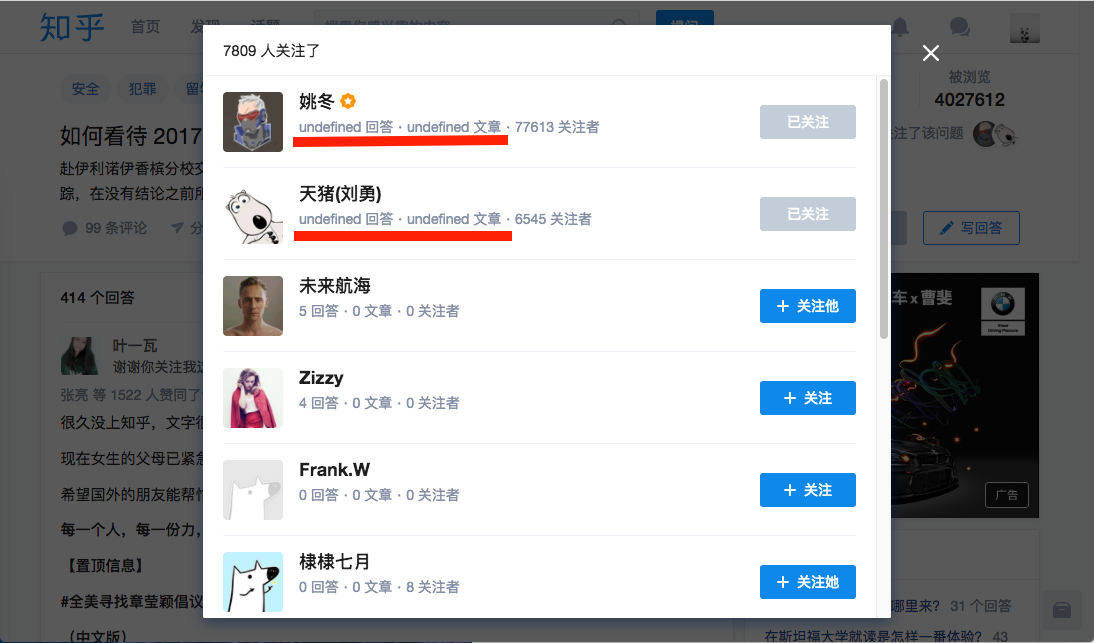 知乎
首页
7809 人关注了
安全
犯罪
被浏览
4027612
如何看待 2017
注了该问题
赴伊利诺伊香槟分校交
踪，在没有结论之前所
99 条评论
分
写回答
姚冬
undefined 回答 · undefined 文章 · 77613 关注者
已关注
天猪(刘勇)
undefined 回答 · undefined 文章 · 6545 关注者
已关注
未来航海
5 回答 · 0 文章 · 0 关注者
+ 关注他
Zizzy
4 回答 · 0 文章 · 0 关注者
+ 关注
Frank.W
0 回答 · 0 文章 · 0 关注者
+ 关注
棣棣七月
0 回答 · 0 文章 · 8 关注者
+ 关注她
414 个回答
叶一瓦
谢谢你关注我这
张亮 等 1522 人赞同了
很久没上知乎，文字很
现在女生的父母已紧急
希望国外的朋友能帮忙
每一个人，每一份力，
【置顶信息】
#全美寻找章莹颖倡议
（中文版）
车 x 曹斐
广告
哪里来？ 31 个回答
在斯坦福大学就读是怎样一番体验？ 43